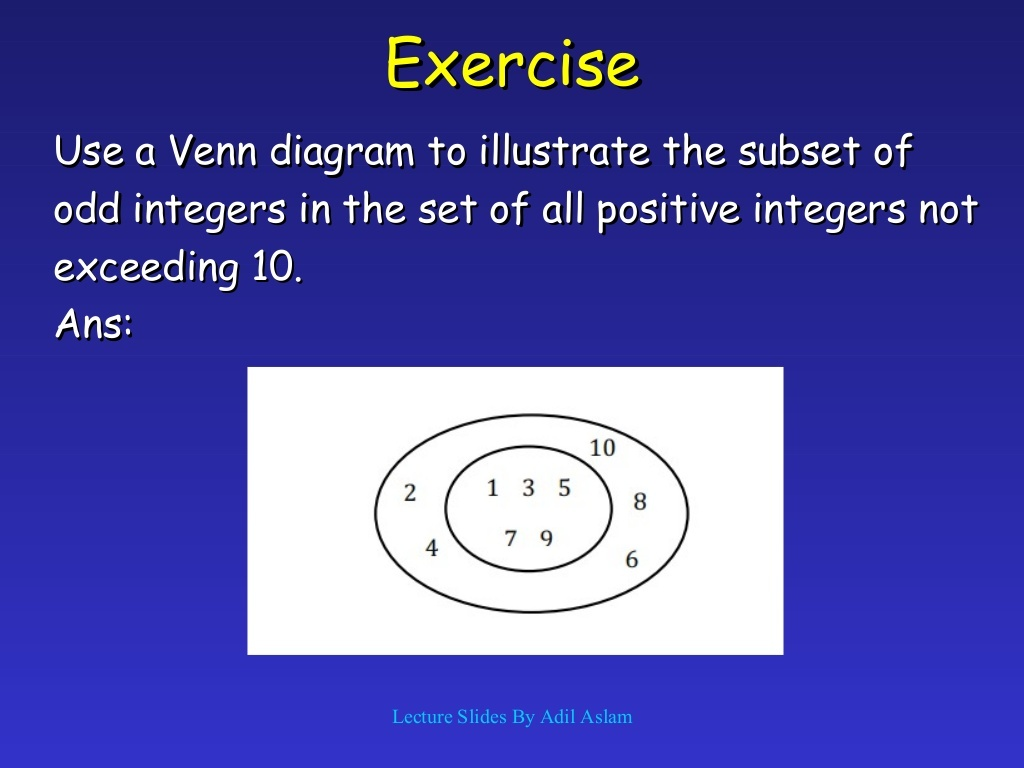 Exercise
Use a Venn diagram to illustrate the subset of
odd integers in the set of all positive integers not
exceeding 10.
Ans:
10
2 1 3 5 8
4 7 9 6
Lecture Slides By Adil Aslam